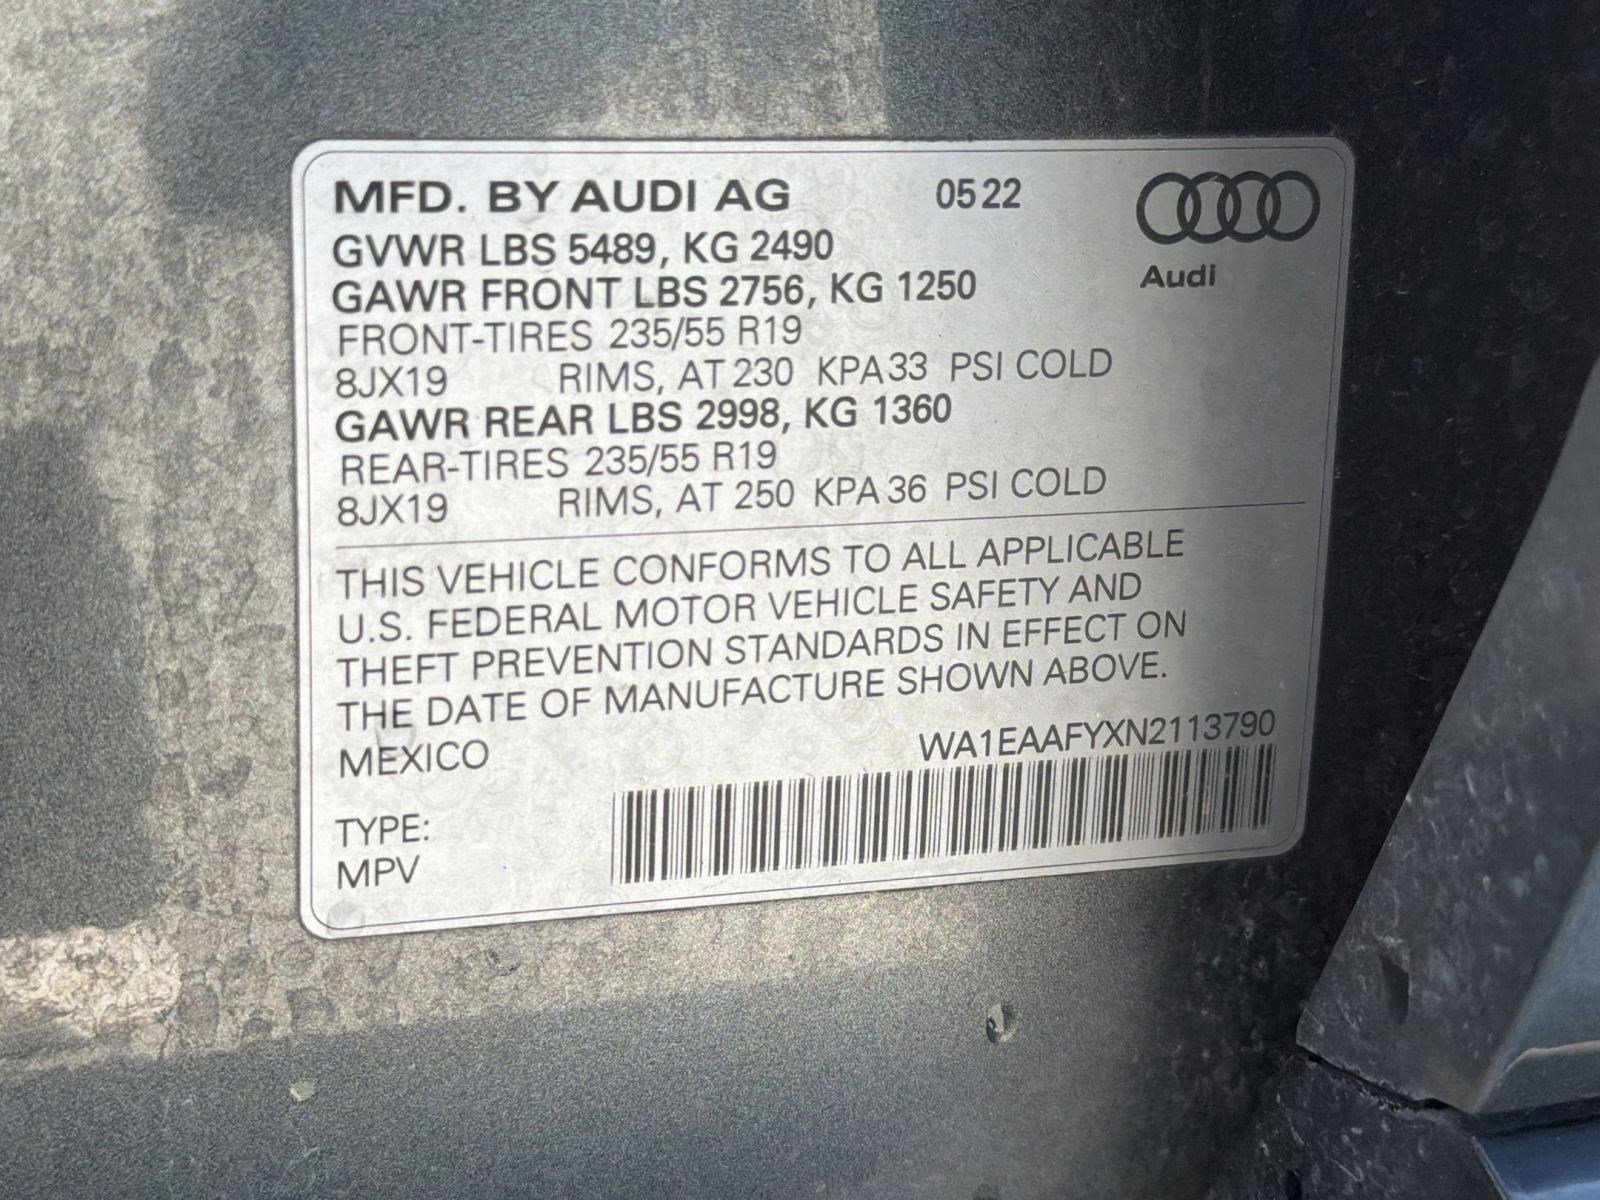 MFD. BY AUDI AG 05 22
Audi
GVWR LBS 5489, KG 2490
GAWR FRONT LBS 2756, KG 1250
FRONT-TIRES 235/55 R19
8JX19 RIMS, AT 230 KPA 33 PSI COLD
GAWR REAR LBS 2998, KG 1360
REAR-TIRES 235/55 R19
8JX19 RIMS, AT 250 KPA 36 PSI COLD
THIS VEHICLE CONFORMS TO ALL APPLICABLE
U.S. FEDERAL MOTOR VEHICLE SAFETY AND
THEFT PREVENTION STANDARDS IN EFFECT ON
THE DATE OF MANUFACTURE SHOWN ABOVE.
MEXICO WA1EAAFYXN2113790
TYPE:
MPV